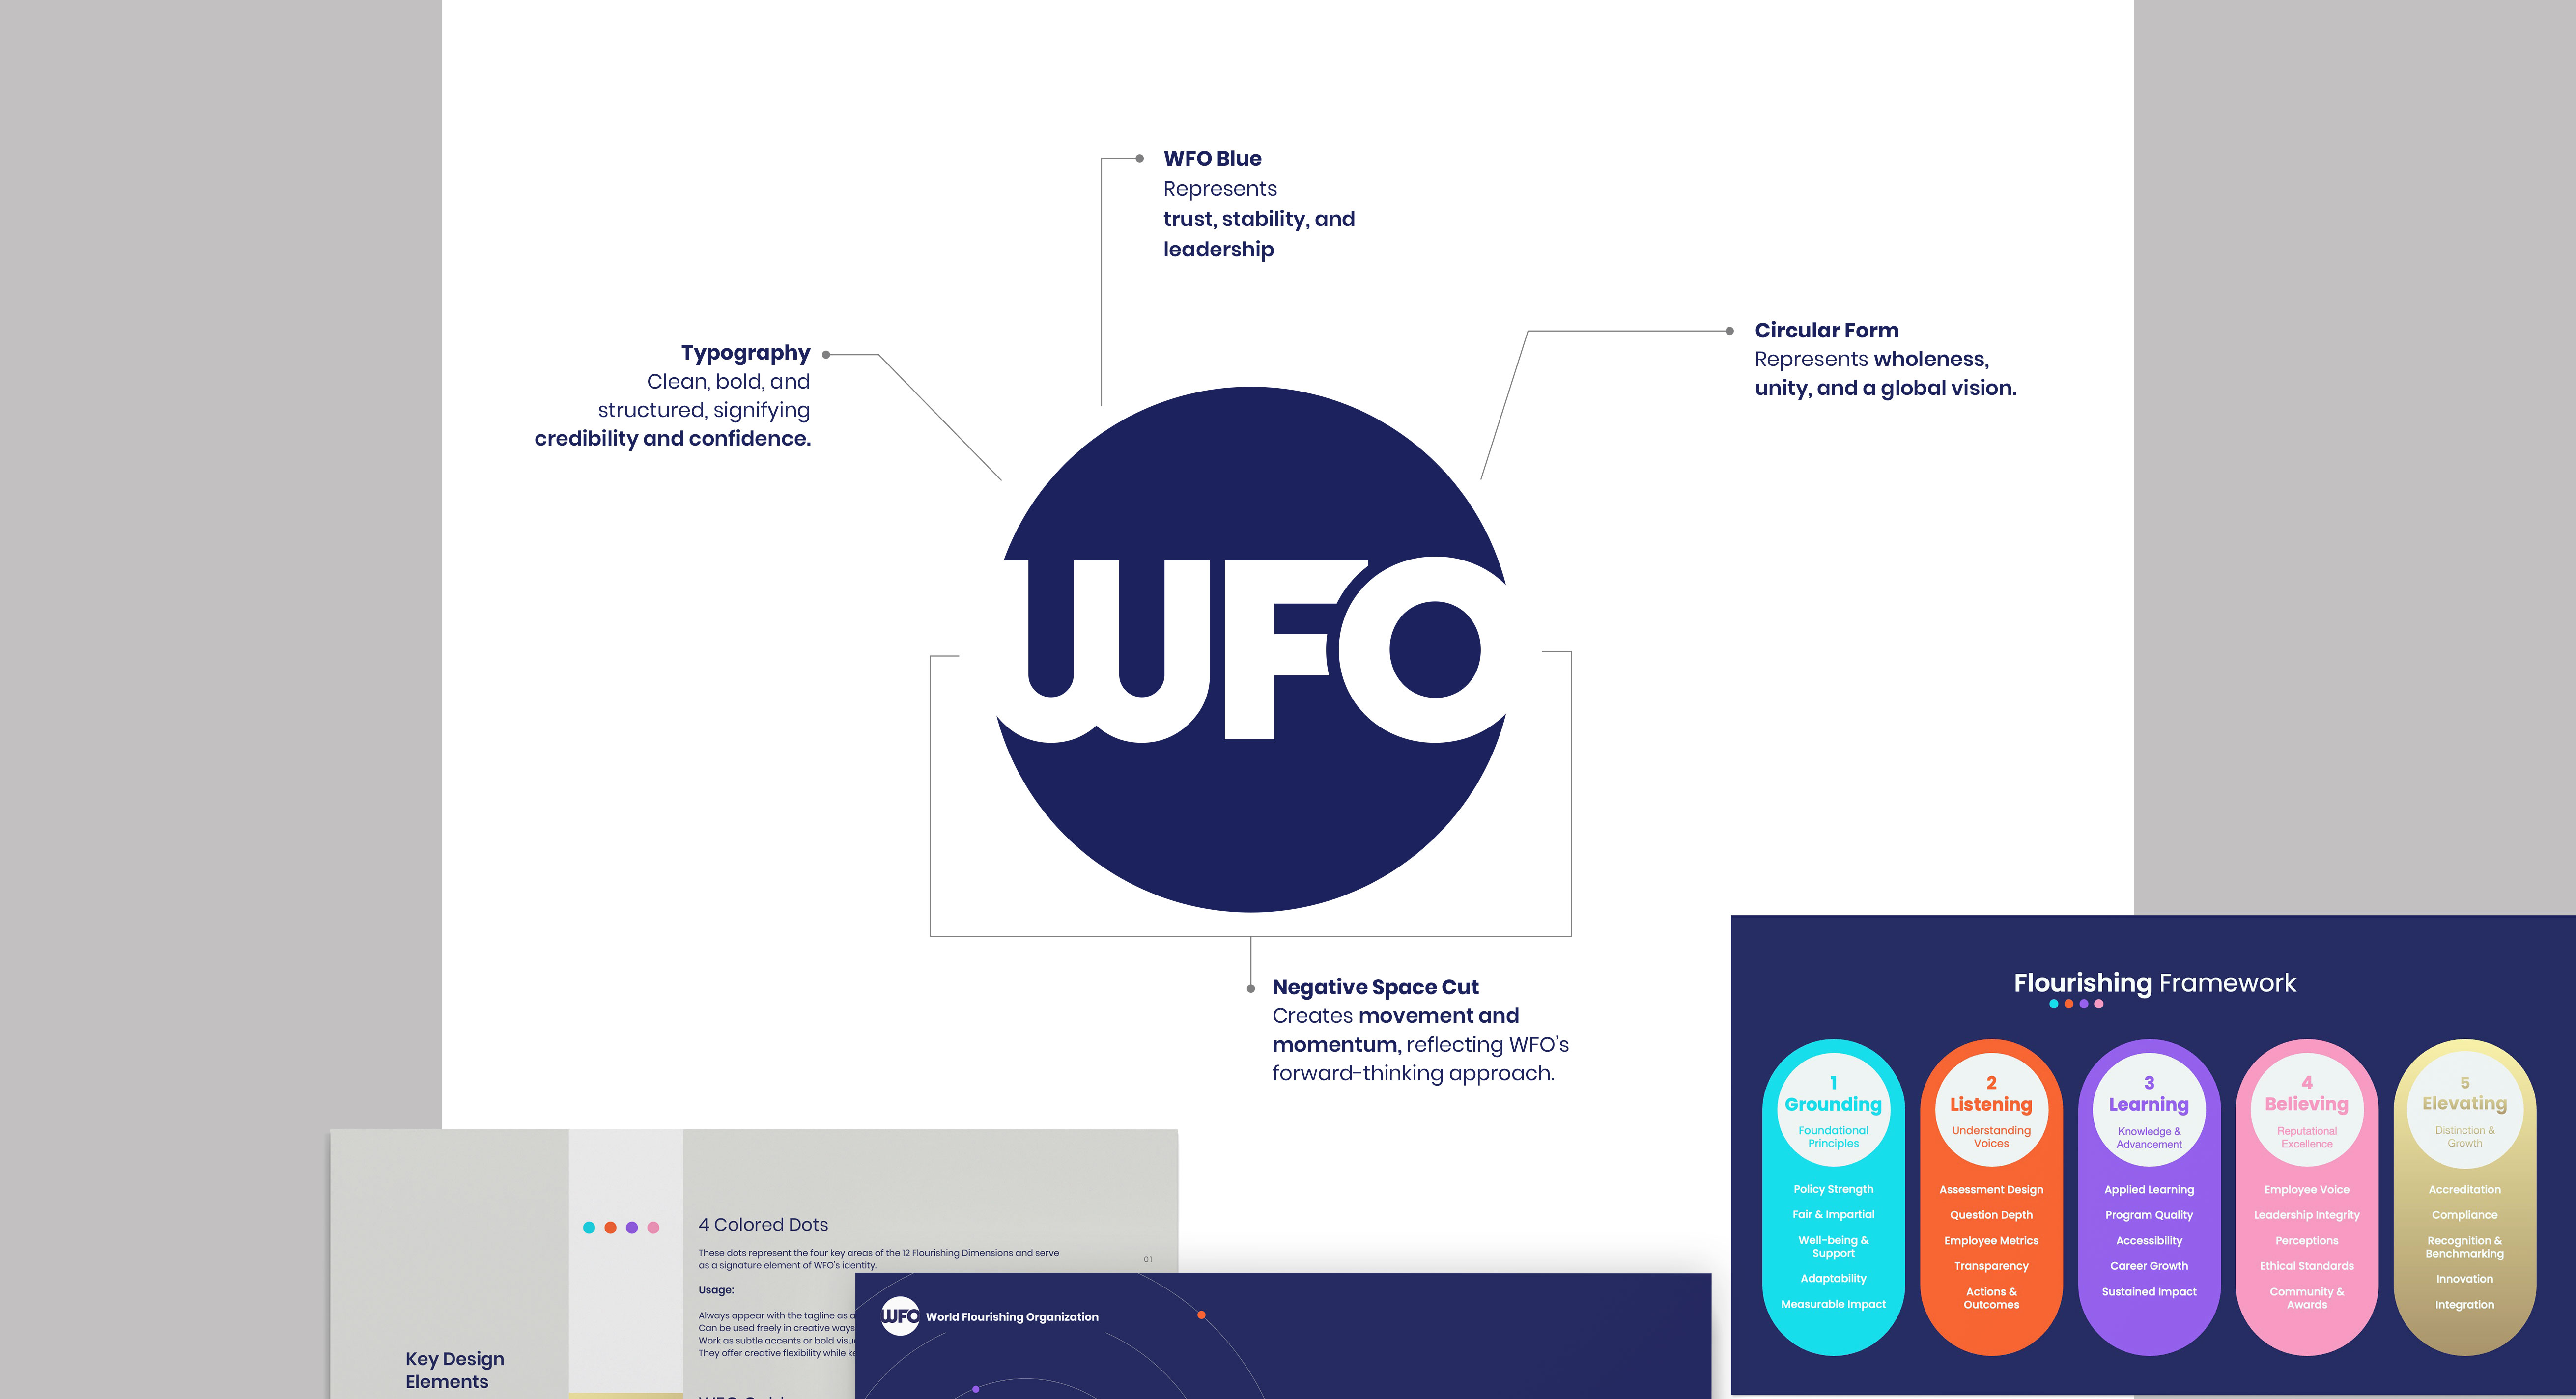 WFO Blue
Represents
trust, stability, and
leadership
Typography
Clean, bold, and
structured, signifying
credibility and confidence.
Circular Form
Represents wholeness,
unity, and a global vision.
WFO
Negative Space Cut
Creates movement and
momentum, reflecting WFO's
forward-thinking approach.
Flourishing Framework
1
Grounding
Foundational
Principles
Policy Strength
Fair & Impartial
Well-being &
Support
Adaptability
Measurable Impact
2
Listening
Understanding
Voices
Assessment Design
Question Depth
Employee Metrics
Transparency
Actions &
Outcomes
3
Learning
Knowledge &
Advancement
Applied Learning
Program Quality
Accessibility
Career Growth
Sustained Impact
4
Believing
Reputational
Excellence
Employee Voice
Leadership Integrity
Perceptions
Ethical Standards
Community &
Awards
5
Elevating
Distinction &
Growth
Accreditation
Compliance
Recognition &
Benchmarking
Innovation
Integration
Key Design
Elements
4 Colored Dots
These dots represent the four key areas of the 12 Flourishing Dimensions and serve
as a signature element of WFO's identity.
01
Usage:
Always appear with the tagline as a
Can be used freely in creative ways
Work as subtle accents or bold
They offer creative flexibility while
WFO World Flourishing Organization